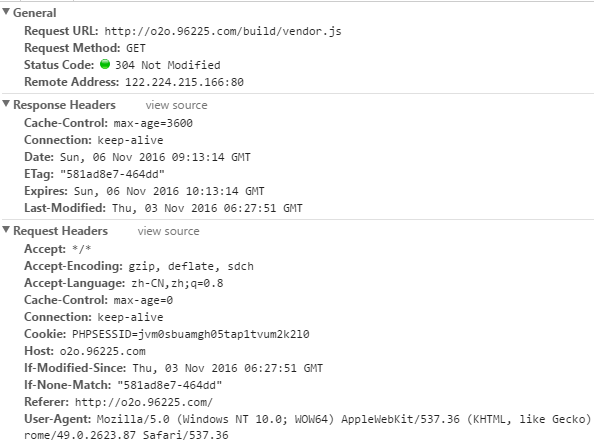 General
Request URL: http://o2o.96225.com/build/vendor.js
Request Method: GET
Status Code: 304 Not Modified
Remote Address: 122.224.215.166:80
Response Headers view source
Cache-Control: max-age=3600
Connection: keep-alive
Date: Sun, 06 Nov 2016 09:13:14 GMT
ETag: "581ad8e7-464dd"
Expires: Sun, 06 Nov 2016 10:13:14 GMT
Last-Modified: Thu, 03 Nov 2016 06:27:51 GMT
Request Headers view source
Accept: */*
Accept-Encoding: gzip, deflate, sdch
Accept-Language: zh-CN,zh;q=0.8
Cache-Control: max-age=0
Connection: keep-alive
Cookie: PHPSESSID=jvm0sbuamgh05tap1tvum2k2l0
Host: o2o.96225.com
If-Modified-Since: Thu, 03 Nov 2016 06:27:51 GMT
If-None-Match: "581ad8e7-464dd"
Referer: http://o2o.96225.com/
User-Agent: Mozilla/5.0 (Windows NT 10.0; WOW64) AppleWebKit/537.36 (KHTML, like Gecko)
rome/49.0.2623.87 Safari/537.36